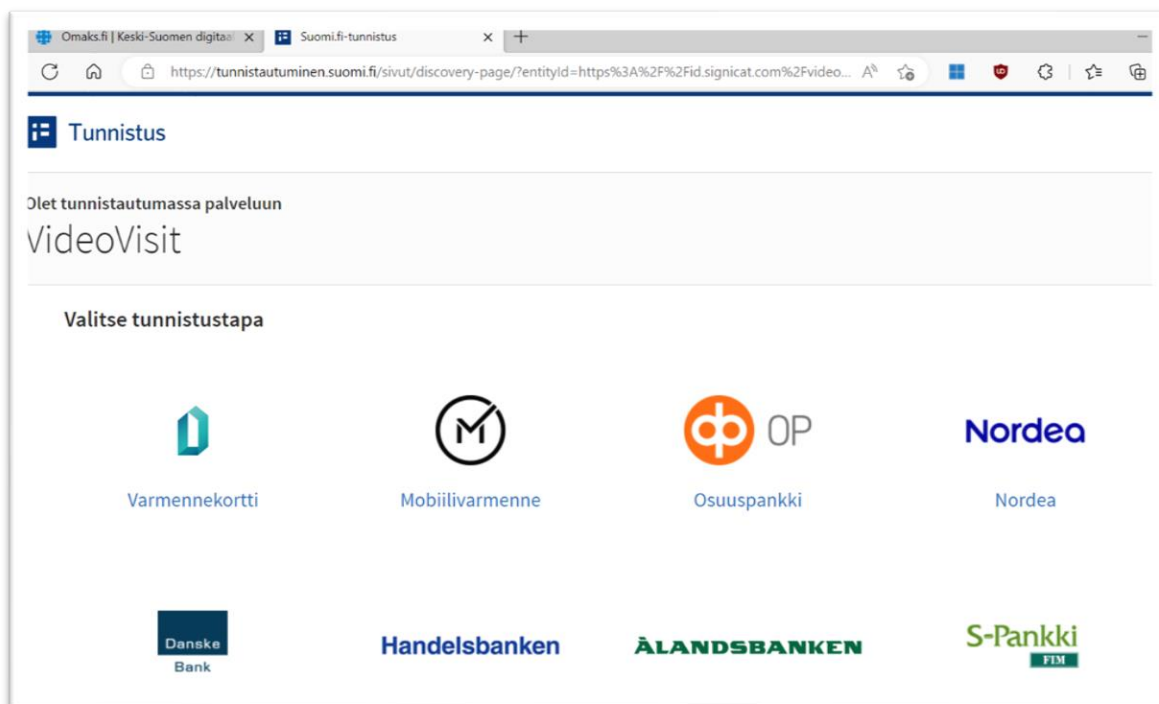 Omaks.fi | Keski-Suomen digitaal
Suomi.fi-tunnistus
https://tunnistautuminen.suomi.fi/sivut/discovery-page/?entityId=https%3A%2F%2Fid.signicat.com%2Fvideo...
Tunnistus
Olet tunnistautumassa palveluun
VideoVisit
Valitse tunnistustapa
OP
Nordea
Varmennekortti
Mobiilivarmenne
Osuuspankki
Nordea
Danske
Bank
Handelsbanken
ÅLANDSBANKEN
S-Pankki
FIM